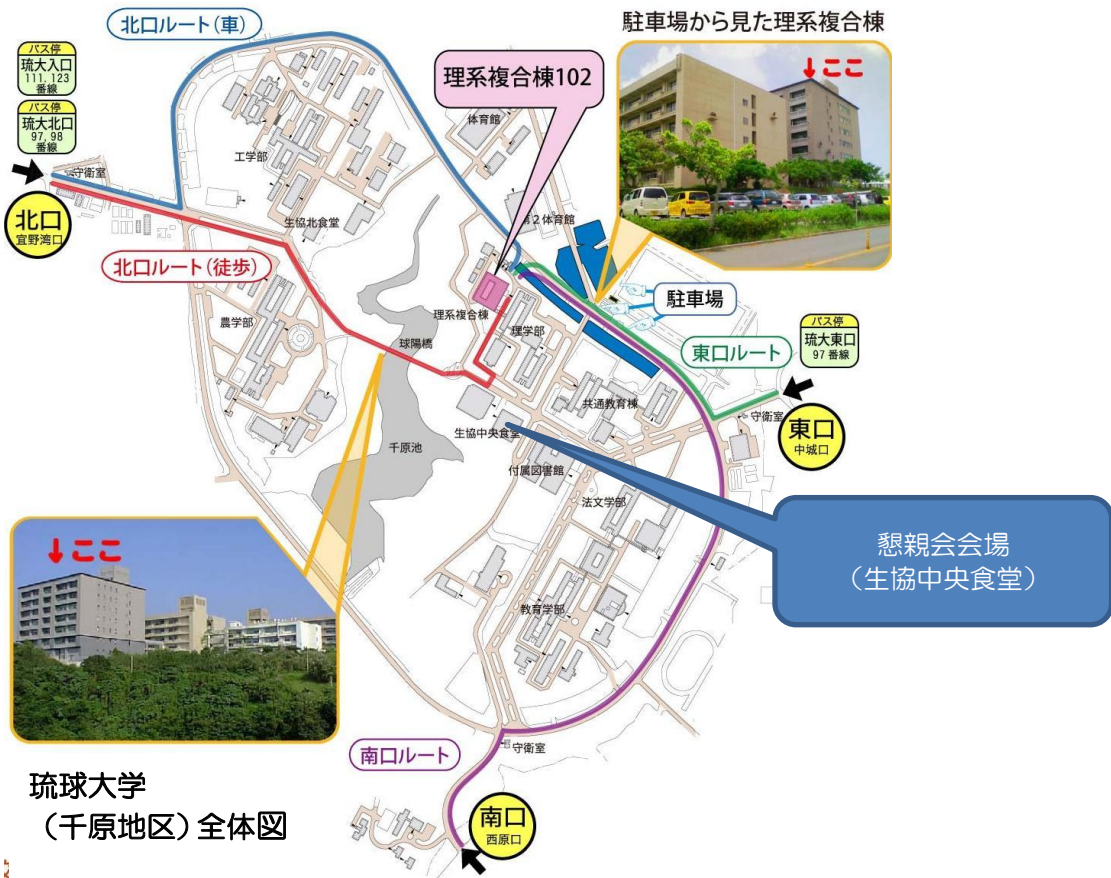 北口ルート（車）
駐車場から見た理系複合棟
バス停
琉大入口
111. 123
番線
バス停
琉大北口
97, 98
番線
↓ここ
理系複合棟102
体育館
工学部
守衛室
北口
宜野湾口
生協北食堂
第2体育館
北口ルート（徒歩）
駐車場
農学部
理系複合棟
理学部
球陽橋
バス停
琉大東口
97 番線
東口ルート
共通教育棟
守衛室
東口
中城口
生協中央食堂
千原池
付属図書館
法文学部
懇親会会場
（生協中央食堂）
↓ここ
教育学部
南口ルート
守衛室
琉球大学
（千原地区）全体図
南口
西原口